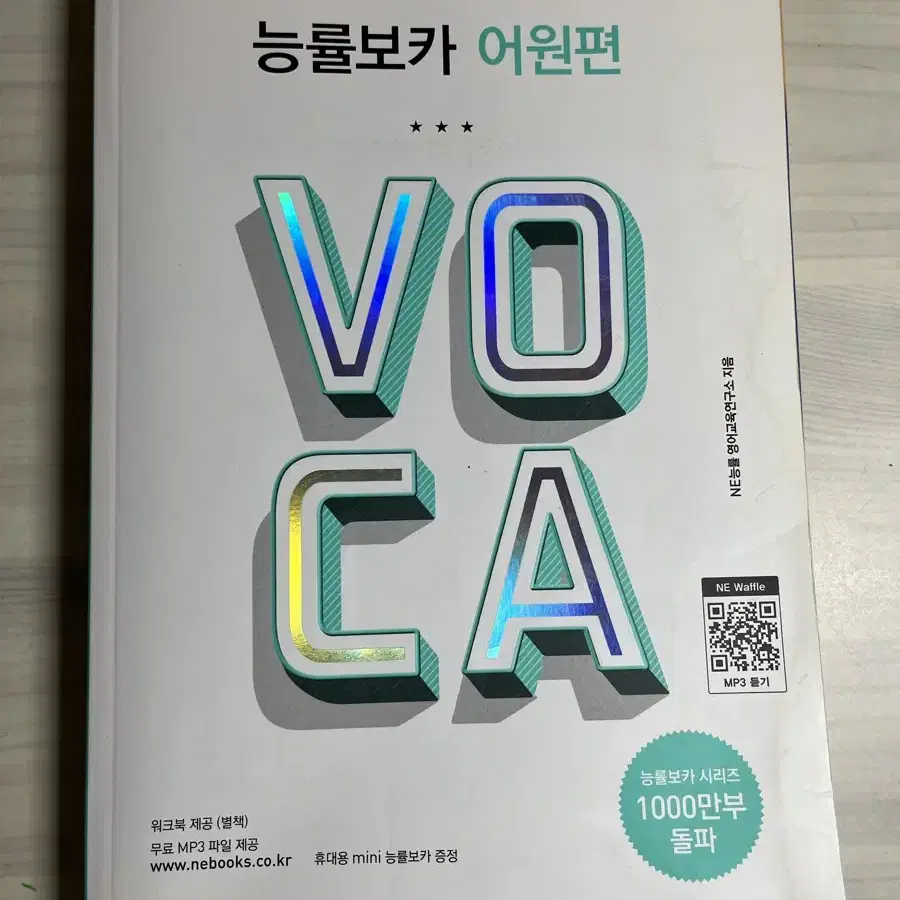 능률보카 어원편
★ ★ ★
VO
CA
NE능률 영어교육연구소 지음
NE Waffle
MP3 듣기
능률보카 시리즈
1000만부
돌파
워크북 제공 (별책)
무료 MP3 파일 제공
www.nebooks.co.kr
휴대용 mini 능률보카 증정